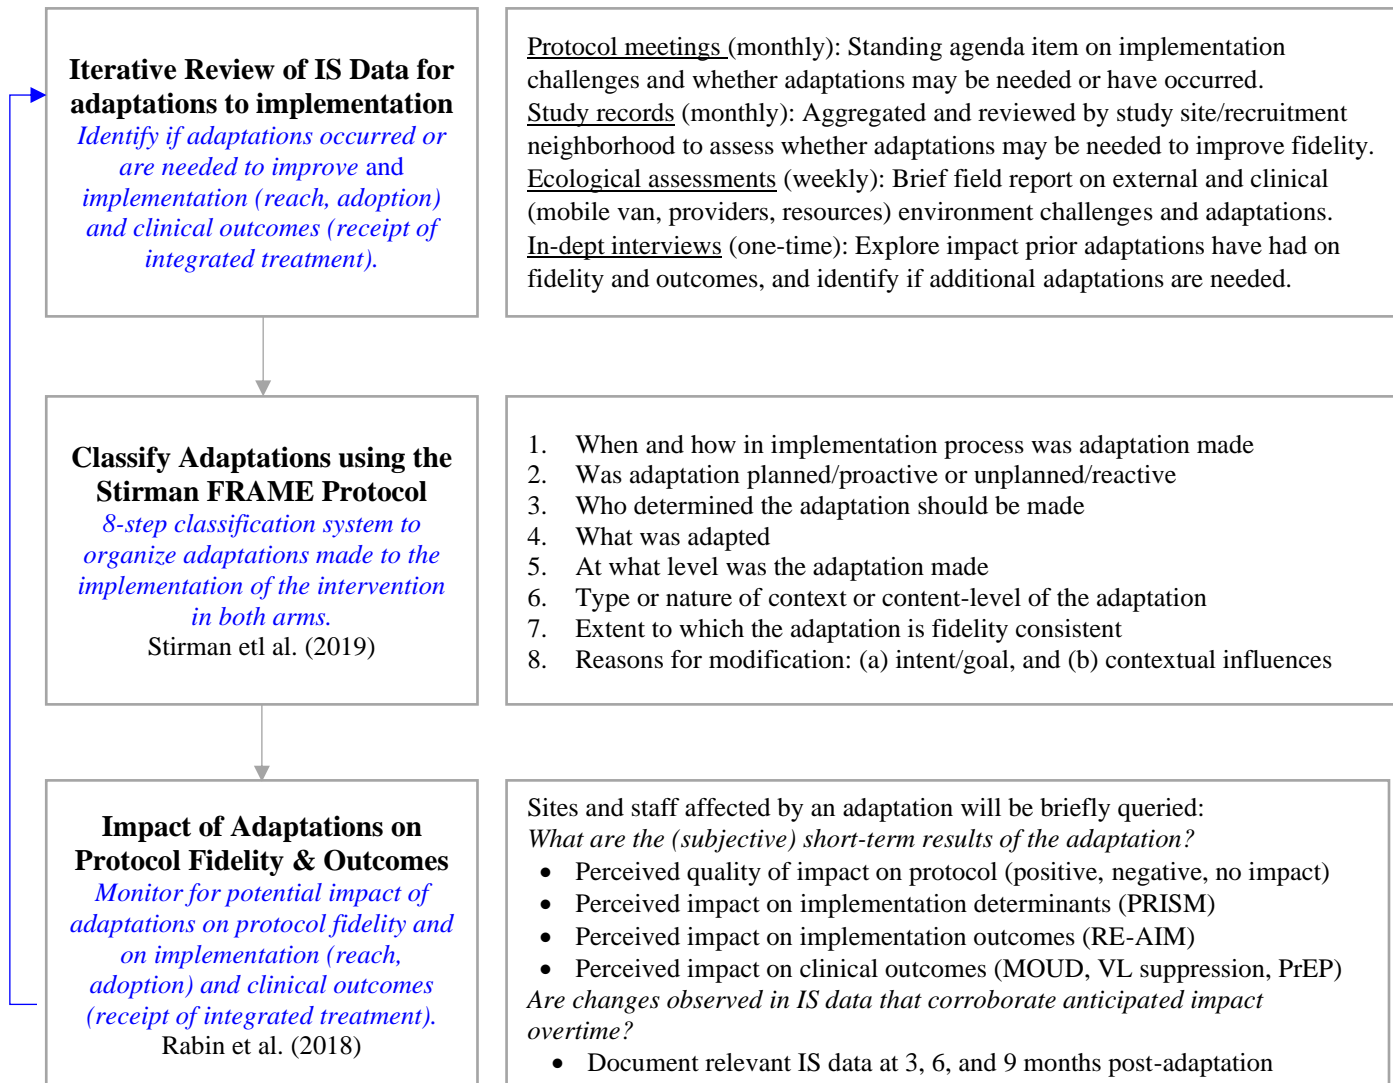 Iterative Review of IS Data for
adaptations to implementation
Identify if adaptations occurred or
are needed to improve and
implementation (reach, adoption)
and clinical outcomes (receipt of
integrated treatment).
Protocol meetings (monthly): Standing agenda item on implementation
challenges and whether adaptations may be needed or have occurred.
Study records (monthly): Aggregated and reviewed by study site/recruitment
neighborhood to assess whether adaptations may be needed to improve fidelity.
Ecological assessments (weekly): Brief field report on external and clinical
(mobile van, providers, resources) environment challenges and adaptations.
In-dept interviews (one-time): Explore impact prior adaptations have had on
fidelity and outcomes, and identify if additional adaptations are needed.
Classify Adaptations using the
Stirman FRAME Protocol
8-step classification system to
organize adaptations made to the
implementation of the intervention
in both arms.
Stirman etl al. (2019)
1. When and how in implementation process was adaptation made
2. Was adaptation planned/proactive or unplanned/reactive
3. Who determined the adaptation should be made
4. What was adapted
5. At what level was the adaptation made
6. Type or nature of context or content-level of the adaptation
7. Extent to which the adaptation is fidelity consistent
8. Reasons for modification: (a) intent/goal, and (b) contextual influences
Impact of Adaptations on
Protocol Fidelity & Outcomes
Monitor for potential impact of
adaptations on protocol fidelity and
on implementation (reach,
adoption) and clinical outcomes
(receipt of integrated treatment).
Rabin et al. (2018)
Sites and staff affected by an adaptation will be briefly queried:
What are the (subjective) short-term results of the adaptation?
• Perceived quality of impact on protocol (positive, negative, no impact)
• Perceived impact on implementation determinants (PRISM)
• Perceived impact on implementation outcomes (RE-AIM)
• Perceived impact on clinical outcomes (MOUD, VL suppression, PrEP)
Are changes observed in IS data that corroborate anticipated impact
overtime?
• Document relevant IS data at 3, 6, and 9 months post-adaptation